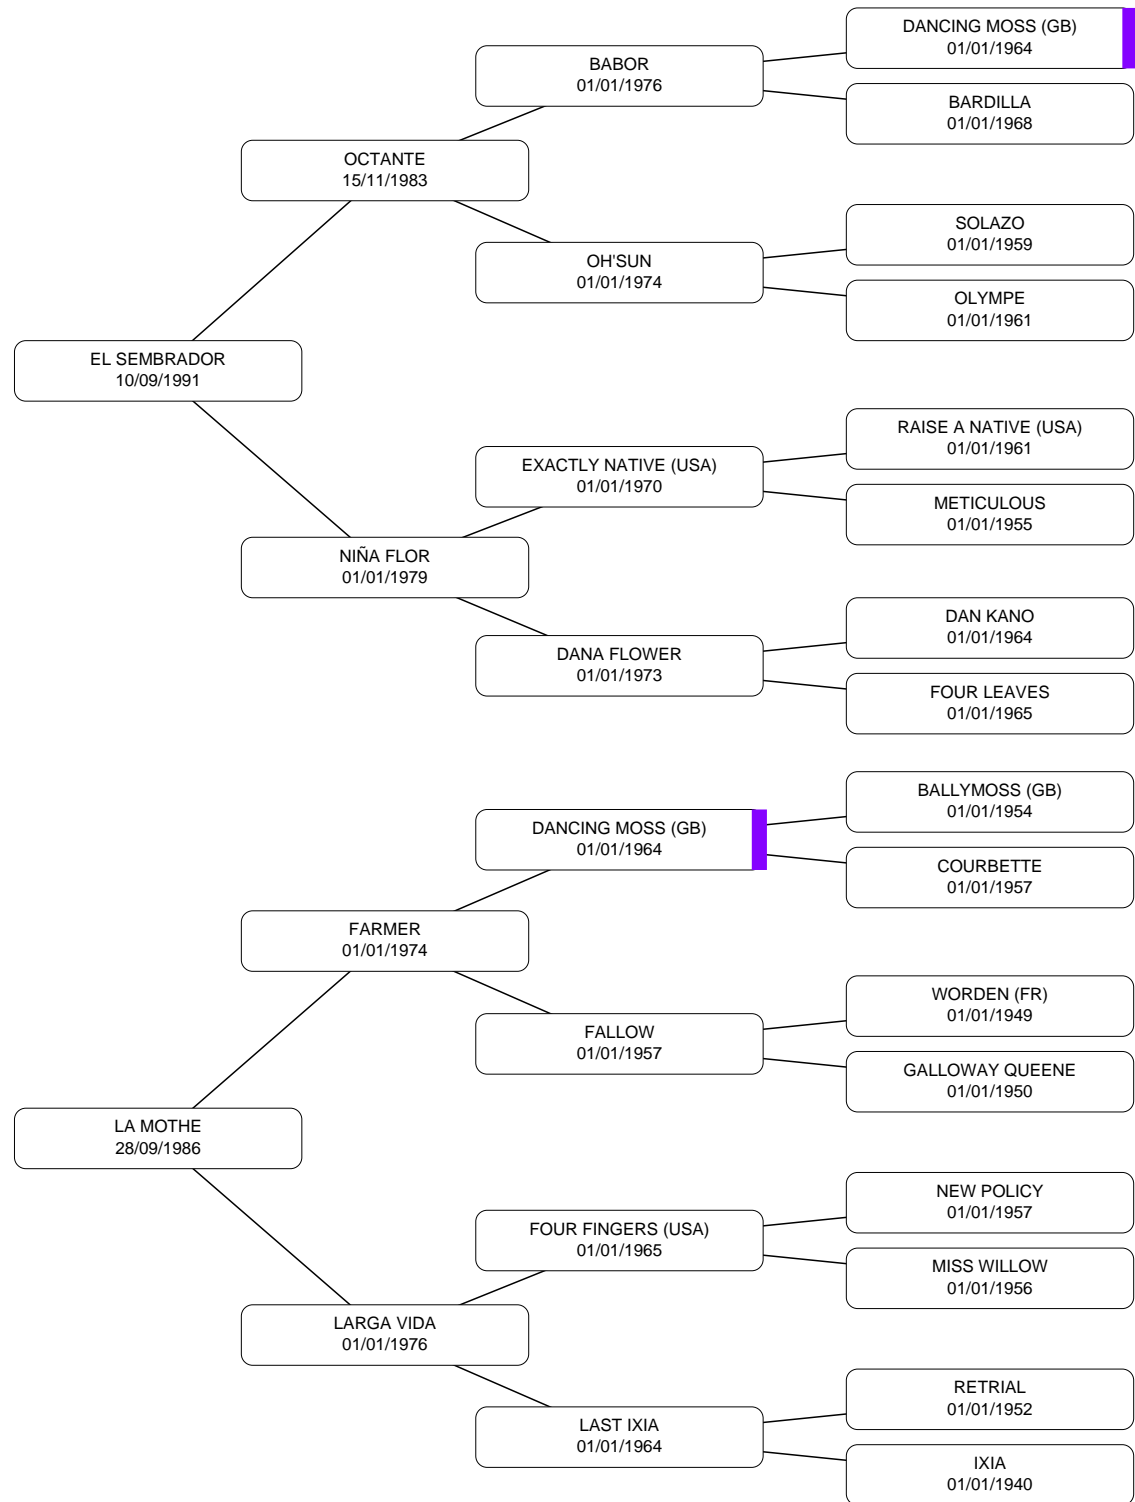 DANCING MOSS (GB)
01/01/1964
BABOR
01/01/1976
BARDILLA
01/01/1968
OCTANTE
15/11/1983
SOLAZO
01/01/1959
OH'SUN
01/01/1974
OLYMPE
01/01/1961
EL SEMBRADOR
10/09/1991
RAISE A NATIVE (USA)
01/01/1961
EXACTLY NATIVE (USA)
01/01/1970
METICULOUS
01/01/1955
NIÑA FLOR
01/01/1979
DAN KANO
01/01/1964
DANA FLOWER
01/01/1973
FOUR LEAVES
01/01/1965
BALLYMOSS (GB)
01/01/1954
DANCING MOSS (GB)
01/01/1964
COURBETTE
01/01/1957
FARMER
01/01/1974
WORDEN (FR)
01/01/1949
FALLOW
01/01/1957
GALLOWAY QUEENE
01/01/1950
LA MOTHE
28/09/1986
NEW POLICY
01/01/1957
FOUR FINGERS (USA)
01/01/1965
MISS WILLOW
01/01/1956
LARGA VIDA
01/01/1976
RETRIAL
01/01/1952
LAST IXIA
01/01/1964
IXIA
01/01/1940